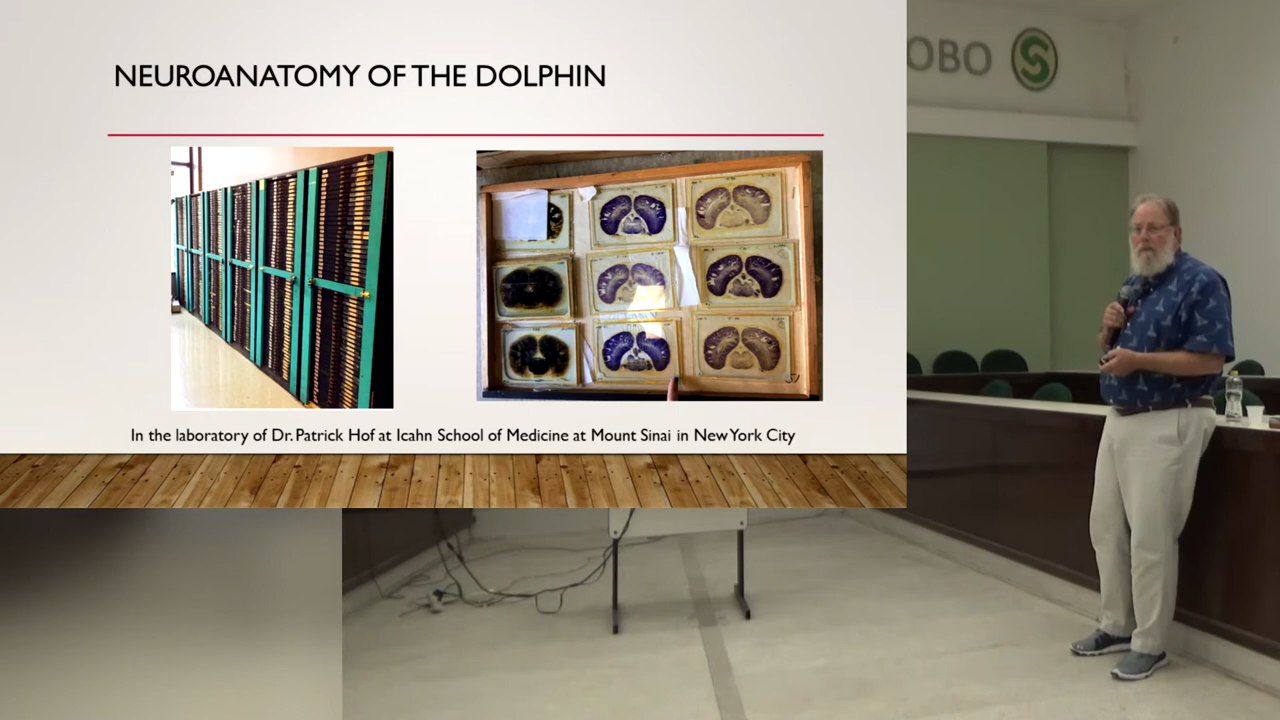 NEUROANATOMY OF THE DOLPHIN
OBO
S
In the laboratory of Dr. Patrick Hof at Icahn School of Medicine at Mount Sinai in New York City